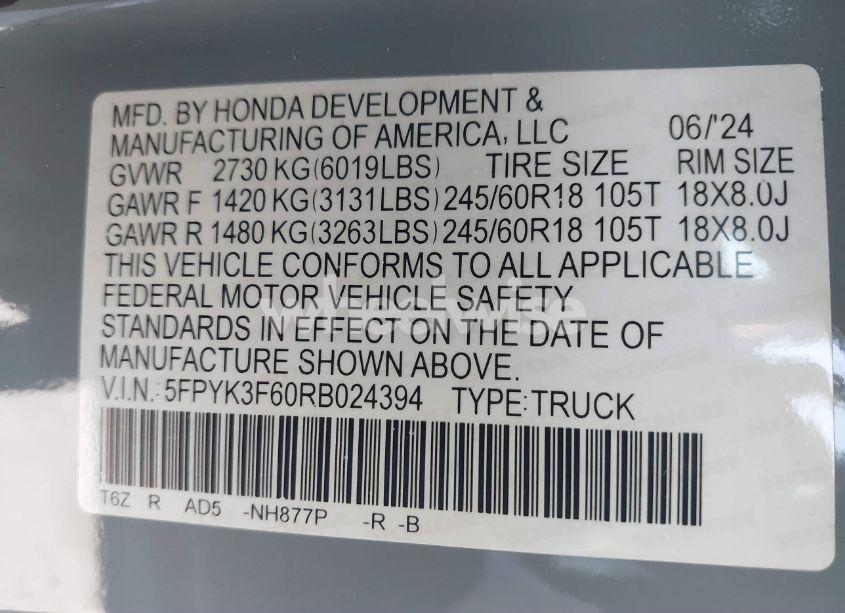 MFD. BY HONDA DEVELOPMENT &
MANUFACTURING OF AMERICA, LLC 06/'24
GVWR 2730 KG(6019LBS) TIRE SIZE RIM SIZE
GAWR F 1420 KG(3131LBS) 245/60R18 105T 18X8.0J
GAWR R 1480 KG(3263LBS) 245/60R18 105T 18X8.0J
THIS VEHICLE CONFORMS TO ALL APPLICABLE
FEDERAL MOTOR VEHICLE SAFETY
STANDARDS IN EFFECT ON THE DATE OF
MANUFACTURE SHOWN ABOVE.
V.I.N.: 5FPYK3F60RB024394 TYPE:TRUCK
T6Z R AD5 -NH877P -R -B